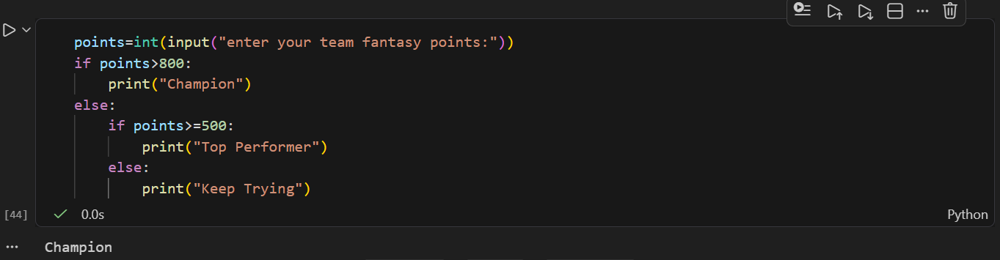 points=int(input("enter your team fantasy points:"))
if points>800:
    print("Champion")
else:
    if points>=500:
        print("Top Performer")
    else:
        print("Keep Trying")
[44] 0.0s Python
Champion